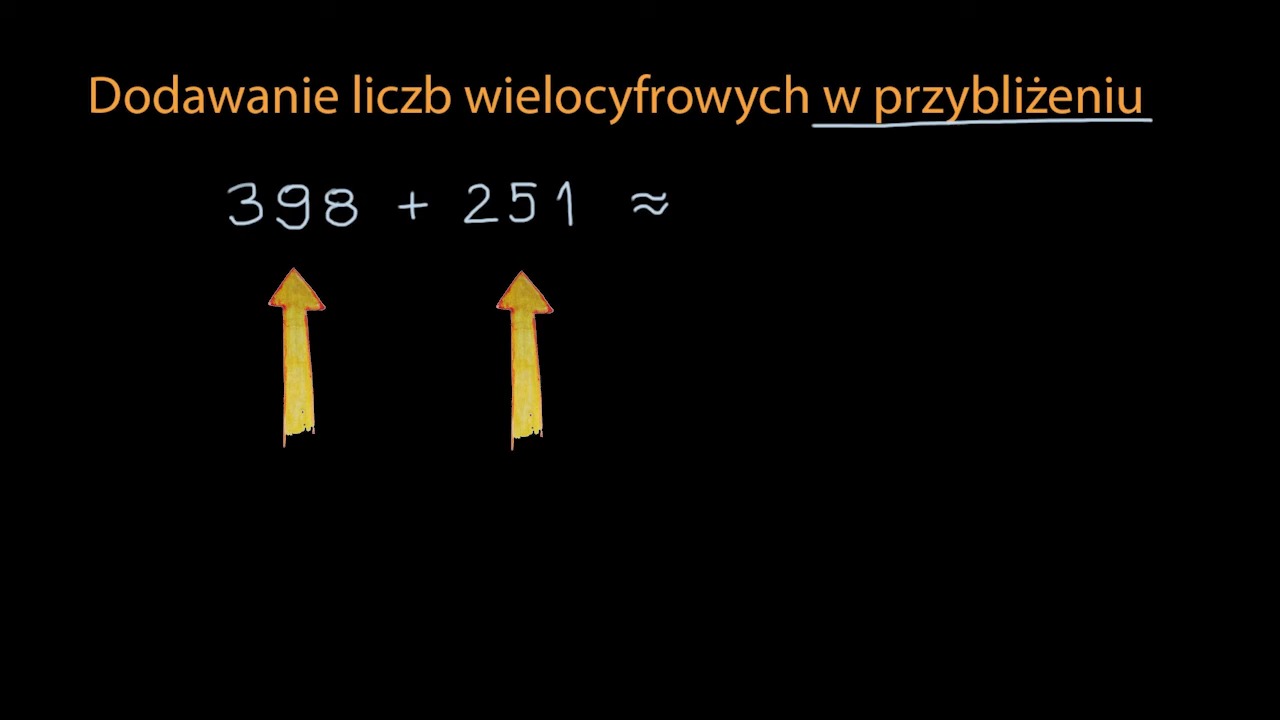 Dodawanie liczb wielocyfrowych w przybliżeniu
398 + 251 ≈